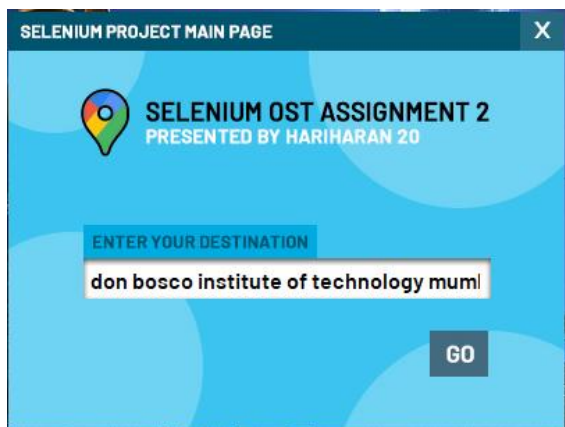 SELENIUM PROJECT MAIN PAGE X
SELENIUM OST ASSIGNMENT 2
PRESENTED BY HARIHARAN 20
ENTER YOUR DESTINATION
don bosco institute of technology mum
GO